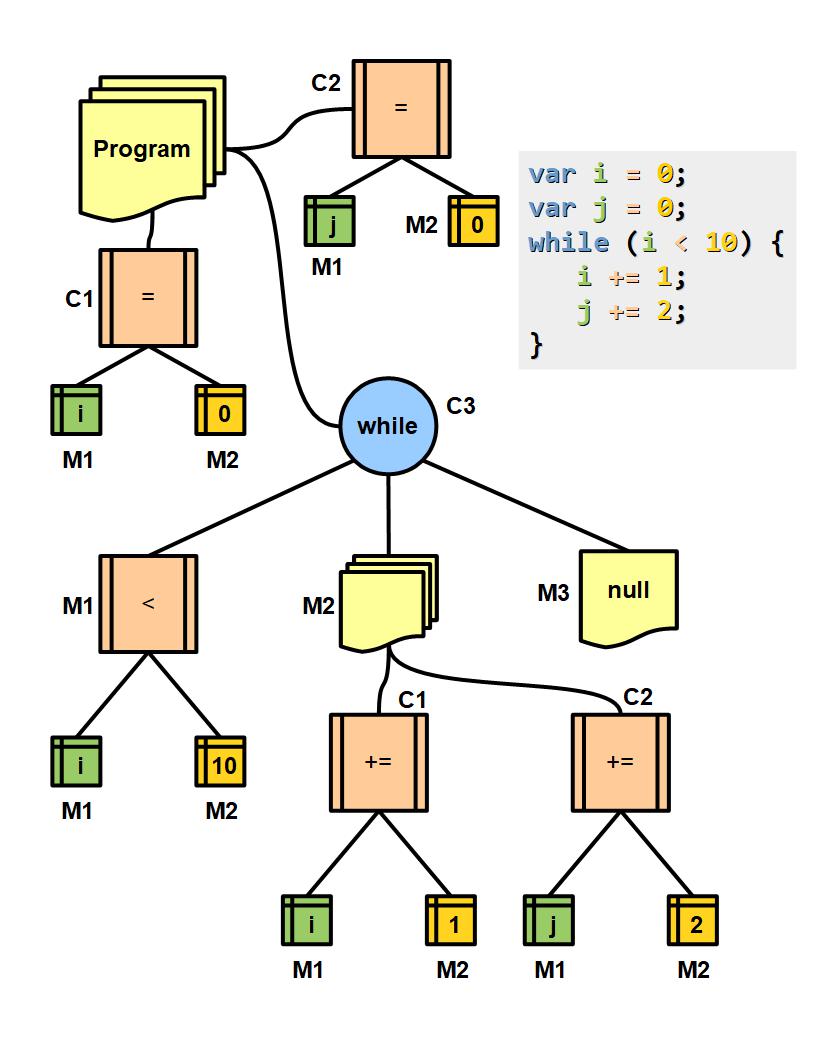 C2
=
Program
j
M2
0
M1
var i = 0;
var j = 0;
while (i < 10) {
    i += 1;
    j += 2;
}
C1
=
i
0
M1
M2
while
C3
M1
<
M2
M3
null
i
10
M1
M2
C1
+=
C2
+=
i
1
j
2
M1
M2
M1
M2